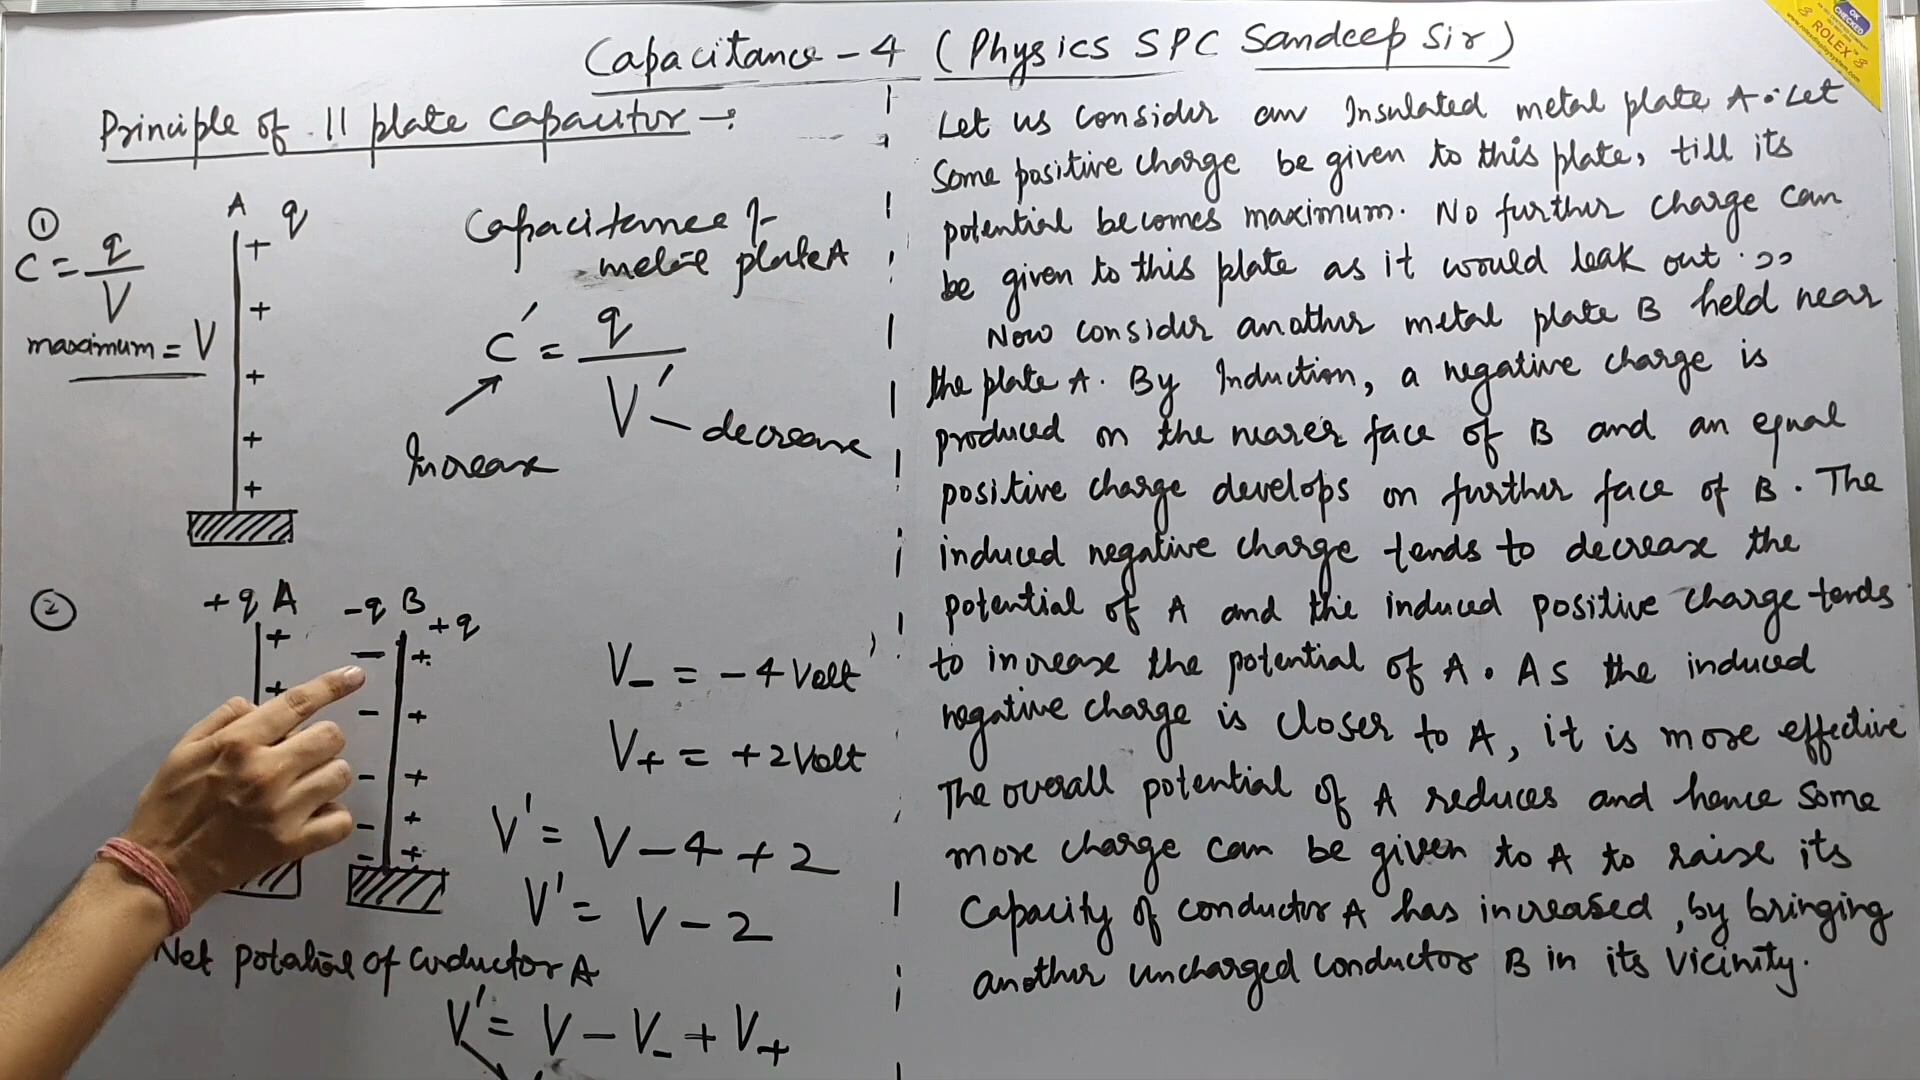 Capacitance - 4 (Physics SPC Sandeep Sir)
Principle of || plate capacitor -:
①
C = q/V
maximum = V
A q
+
+
+
+
+
Capacitance of
metal plate A
C' = q/V'
decrease
Increase
②
+q A -q B +q
+ - +
+ - +
- +
- +
- +
V_ = -4 Volt
V+ = +2 Volt
V' = V - 4 + 2
V' = V - 2
Net potential of conductor A
V' = V - V_ + V+
Let us consider an Insulated metal plate A. Let
Some positive charge be given to this plate, till its
potential becomes maximum. No further charge can
be given to this plate as it would leak out.
Now consider another metal plate B held near
the plate A. By Induction, a negative charge is
produced on the nearer face of B and an equal
positive charge develops on further face of B. The
induced negative charge tends to decrease the
potential of A and the induced positive charge tends
to increase the potential of A. As the induced
negative charge is closer to A, it is more effective
The overall potential of A reduces and hence some
more charge can be given to A to raise its
Capacity of conductor A has increased, by bringing
another uncharged conductor B in its vicinity.
OK
CHECKED
ROLEX